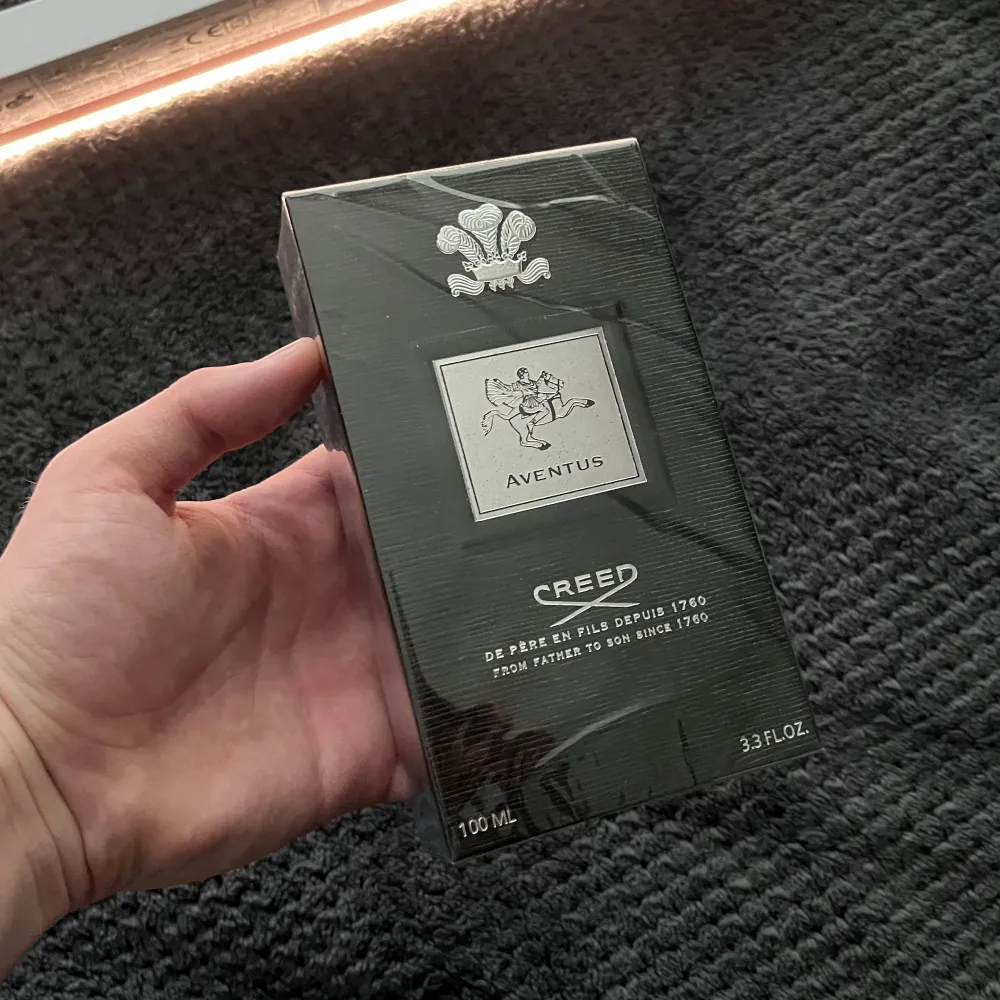 CE
AVENTUS
CREED
DE PÈRE EN FILS DEPUIS 1760
FROM FATHER TO SON SINCE 1760
3.3 FL.OZ.
100 ML